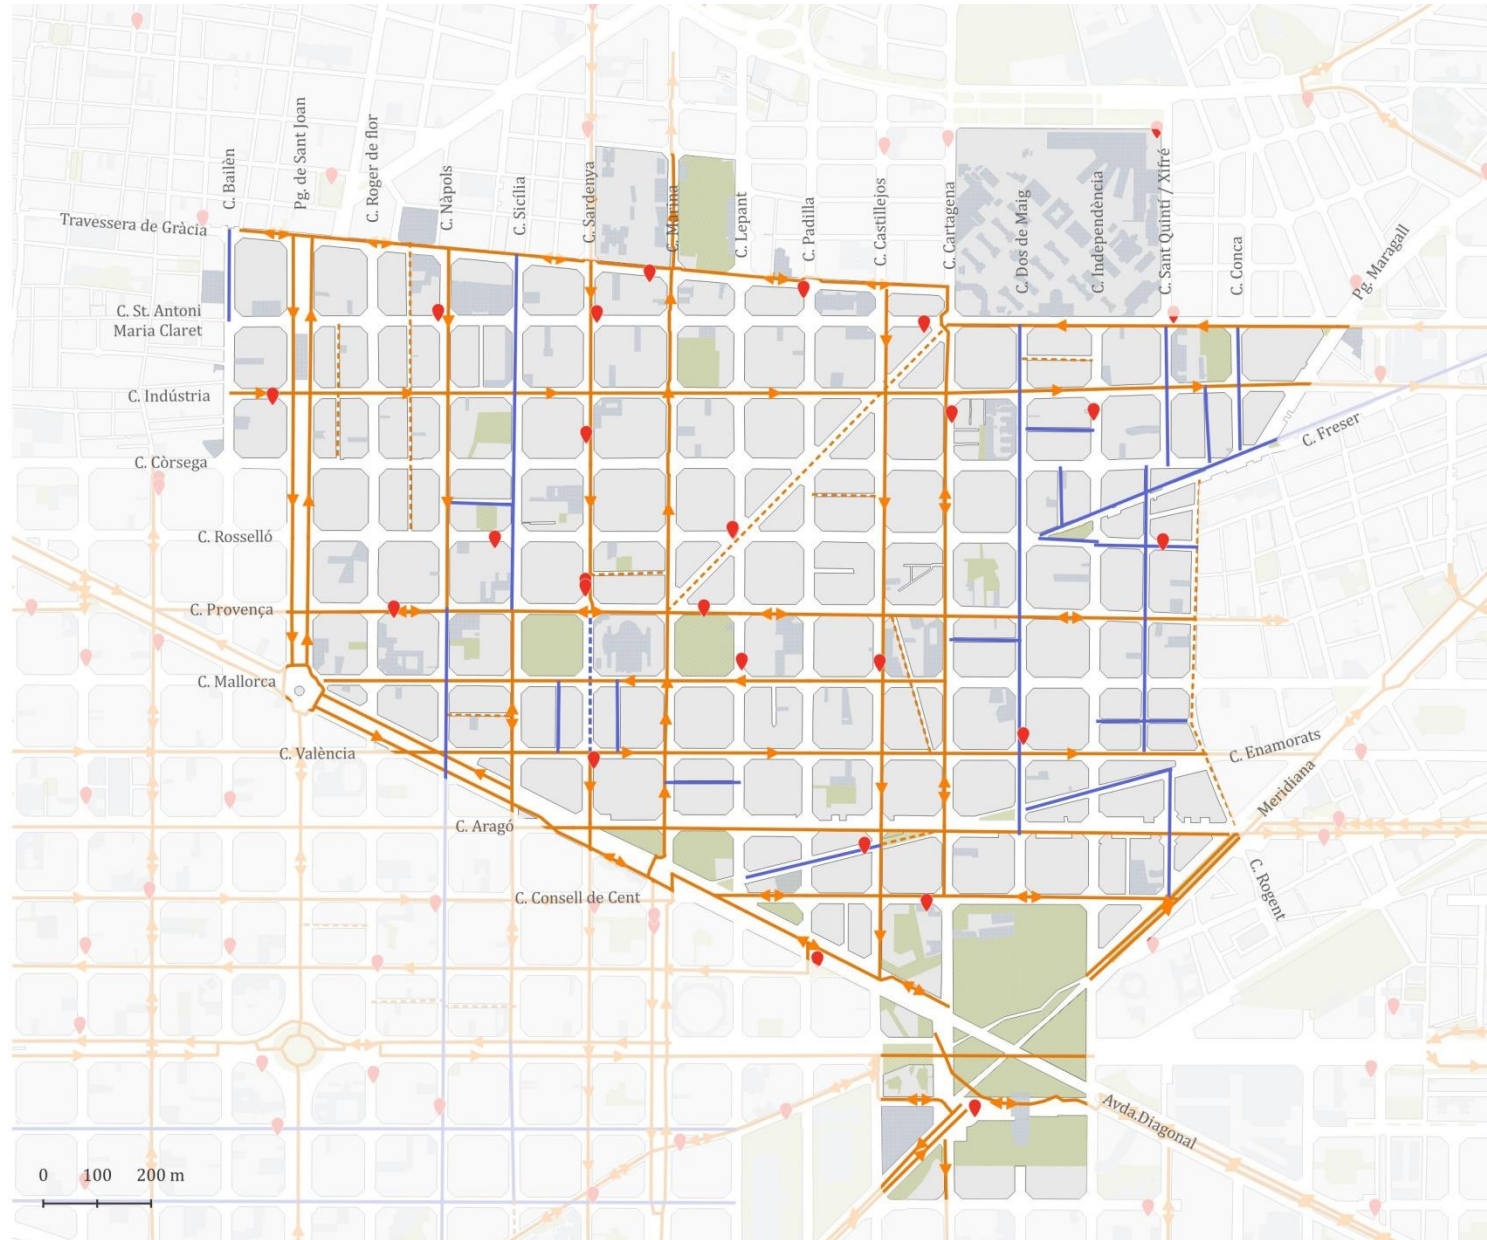 C. Bailèn
Pg. de Sant Joan
C. Roger de flor
C. Nàpols
C. Sicilia
C. Sardenya
C. Marina
C. Lepant
C. Padilla
C. Castillejos
C. Cartagena
C. Dos de Maig
C. Independència
C. Sant Quintí / Xifré
C. Conca
Pg. Maragall
Travessera de Gràcia
C. St. Antoni
Maria Claret
C. Indústria
C. Còrsega
C. Freser
C. Rosselló
C. Provença
C. Mallorca
C. València
C. Enamorats
Meridiana
C. Aragó
C. Rogent
C. Consell de Cent
Avda.Diagonal
0 100 200 m